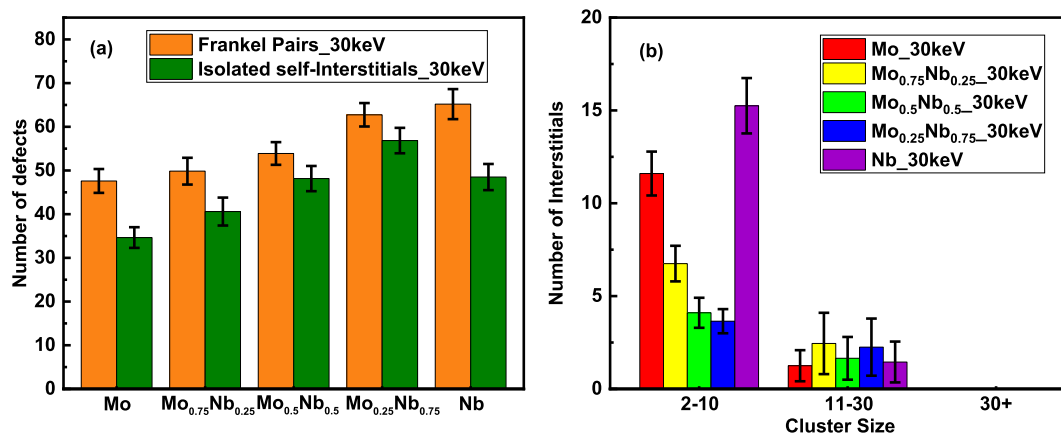 (a)
Frankel Pairs_30keV
Isolated self-Interstitials_30keV
Number of defects
80
70
60
50
40
30
20
10
0
Mo Mo₀.₇₅Nb₀.₂₅ Mo₀.₅Nb₀.₅ Mo₀.₂₅Nb₀.₇₅ Nb
(b)
Mo_30keV
Mo₀.₇₅Nb₀.₂₅_30keV
Mo₀.₅Nb₀.₅_30keV
Mo₀.₂₅Nb₀.₇₅_30keV
Nb_30keV
Number of Interstitials
20
15
10
5
0
2-10 11-30 30+
Cluster Size